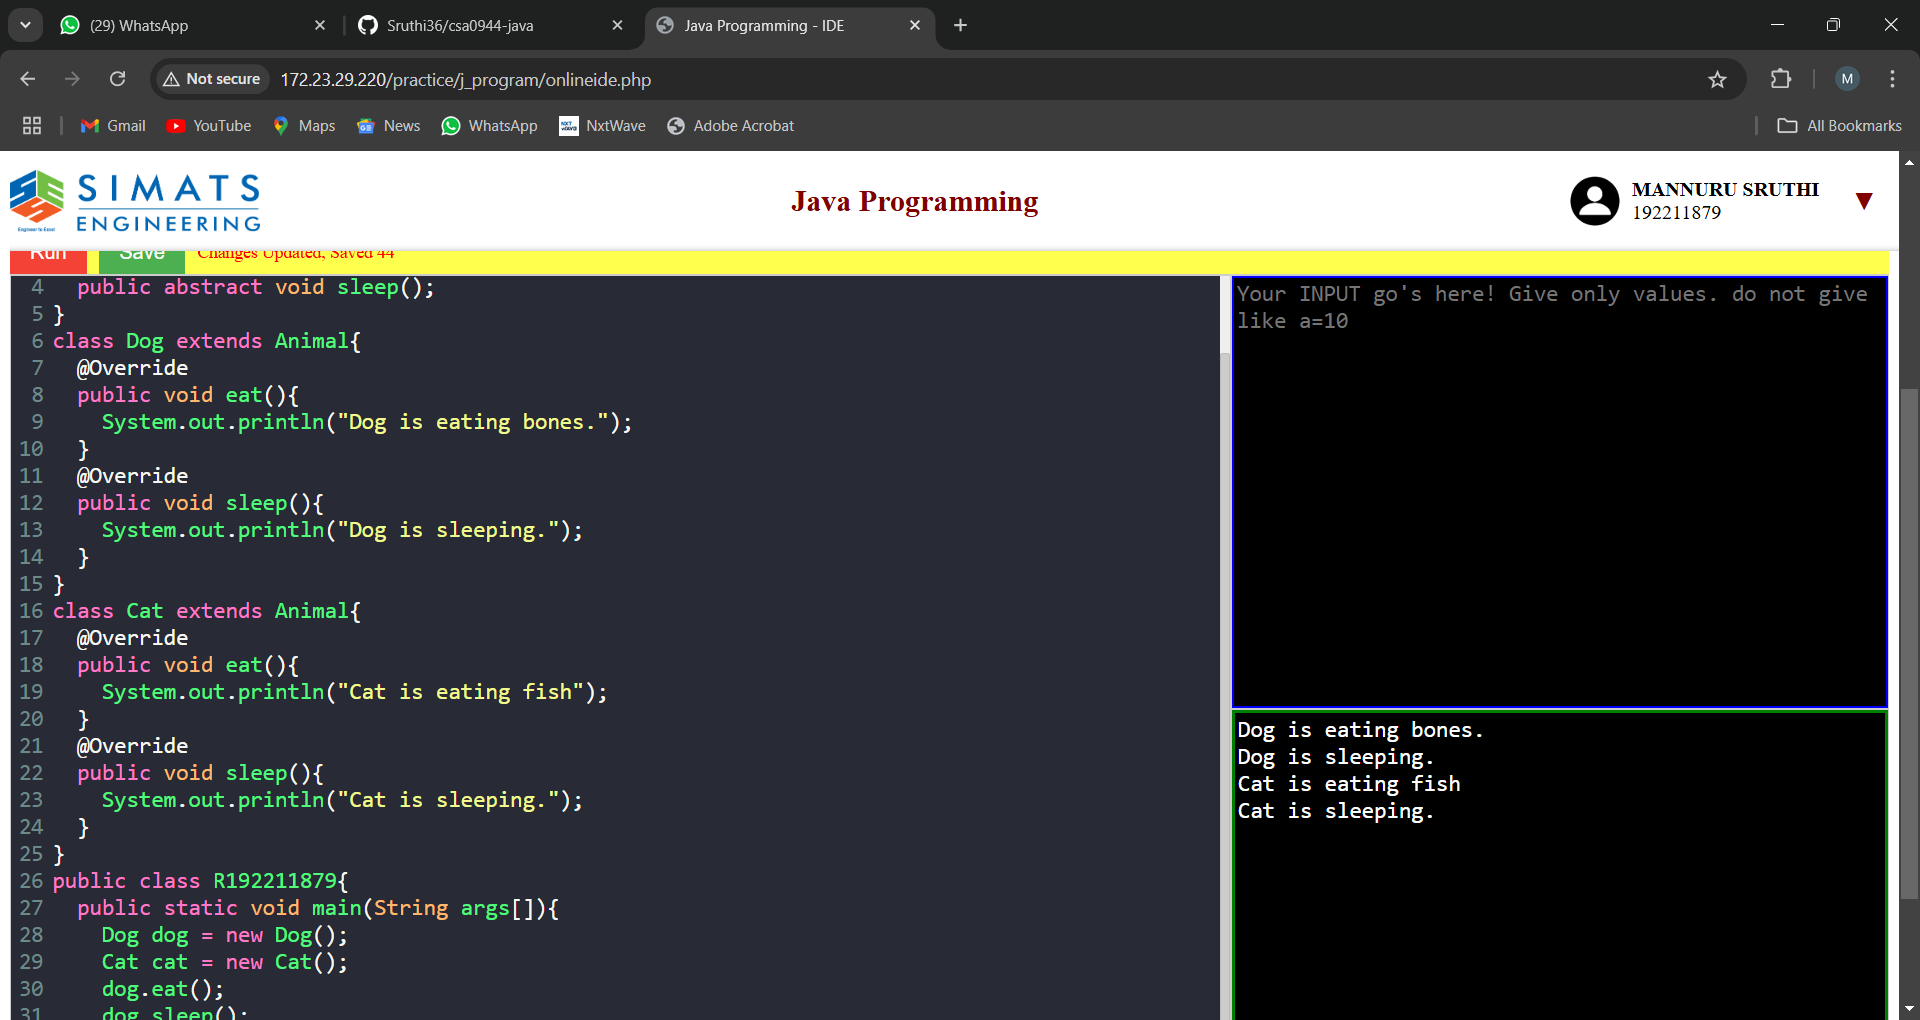 (29) WhatsApp
Sruthi36/csa0944-java
Java Programming - IDE
Not secure
172.23.29.220/practice/j_program/onlineide.php
M
Gmail
YouTube
Maps
News
WhatsApp
NxtWave
Adobe Acrobat
All Bookmarks
SIMATS
ENGINEERING
Engineer to Excel
Java Programming
MANNURU SRUTHI
192211879
Run
Save
Changes Updated, Saved 44
4 public abstract void sleep();
5 }
6 class Dog extends Animal{
7 @Override
8 public void eat(){
9 System.out.println("Dog is eating bones.");
10 }
11 @Override
12 public void sleep(){
13 System.out.println("Dog is sleeping.");
14 }
15 }
16 class Cat extends Animal{
17 @Override
18 public void eat(){
19 System.out.println("Cat is eating fish");
20 }
21 @Override
22 public void sleep(){
23 System.out.println("Cat is sleeping.");
24 }
25 }
26 public class R192211879{
27 public static void main(String args[]){
28 Dog dog = new Dog();
29 Cat cat = new Cat();
30 dog.eat();
31 dog.sleep();
Your INPUT go's here! Give only values. do not give
like a=10
Dog is eating bones.
Dog is sleeping.
Cat is eating fish
Cat is sleeping.